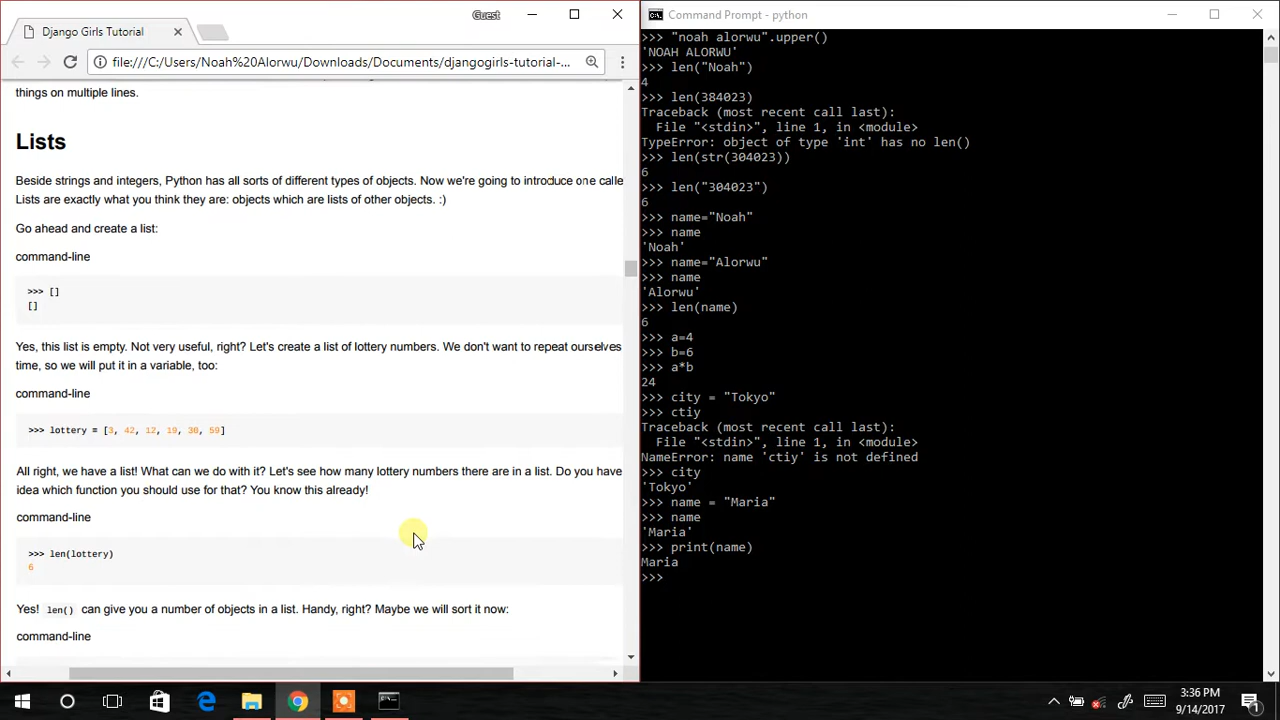 Guest
Django Girls Tutorial
file:///C:/Users/Noah%20Alorwu/Downloads/Documents/djangogirls-tutorial-...
things on multiple lines.
Lists
Beside strings and integers, Python has all sorts of different types of objects. Now we're going to introduce one calle
Lists are exactly what you think they are: objects which are lists of other objects. :)
Go ahead and create a list:
command-line
>>> []
[]
Yes, this list is empty. Not very useful, right? Let's create a list of lottery numbers. We don't want to repeat ourselves
time, so we will put it in a variable, too:
command-line
>>> lottery = [3, 42, 12, 19, 30, 59]
All right, we have a list! What can we do with it? Let's see how many lottery numbers there are in a list. Do you have
idea which function you should use for that? You know this already!
command-line
>>> len(lottery)
6
Yes! len() can give you a number of objects in a list. Handy, right? Maybe we will sort it now:
command-line
Command Prompt - python
>>> "noah alorwu".upper()
'NOAH ALORWU'
>>> len("Noah")
4
>>> len(384023)
Traceback (most recent call last):
  File "<stdin>", line 1, in <module>
TypeError: object of type 'int' has no len()
>>> len(str(304023))
6
>>> len("304023")
6
>>> name="Noah"
>>> name
'Noah'
>>> name="Alorwu"
>>> name
'Alorwu'
>>> len(name)
6
>>> a=4
>>> b=6
>>> a*b
24
>>> city = "Tokyo"
>>> ctiy
Traceback (most recent call last):
  File "<stdin>", line 1, in <module>
NameError: name 'ctiy' is not defined
>>> city
'Tokyo'
>>> name = "Maria"
>>> name
'Maria'
>>> print(name)
Maria
>>>
3:36 PM
9/14/2017
1